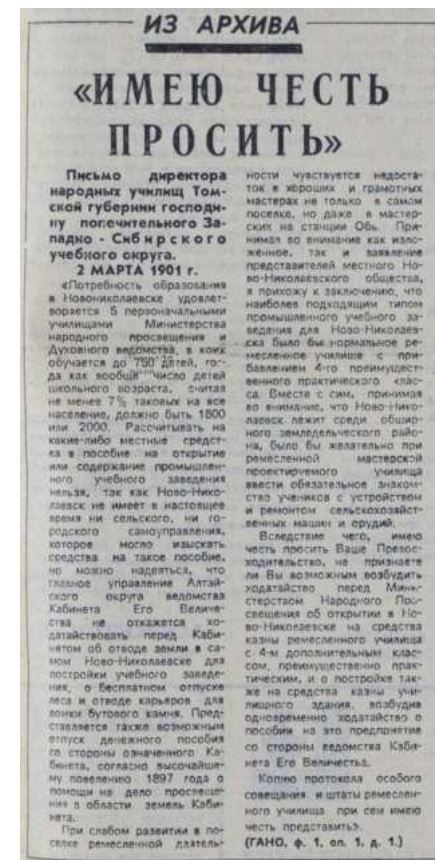 ИЗ АРХИВА
«ИМЕЮ ЧЕСТЬ
ПРОСИТЬ»
Письмо директора
народных училищ Том-
ской губернии господи-
ну попечительного За-
падно - Сибирского
учебного округа.
2 МАРТА 1901 г.
«Потребность образования
в Новониколаевске удовлет-
воряется 5 первоначальными
училищами Министерства
народного просвещения и
Духовного ведомства, в коих
обучается до 750 детей, тог-
да как вообще число детей
школьного возраста, считая
не менее 7% таковых на все
население, должно быть 1800
или 2000. Рассчитывать на
какие-либо местные средст-
ва в пособие на открытие
или содержание промышлен-
ного учебного заведения
нельзя, так как Ново-Нико-
лаевск не имеет в настоящее
время ни сельского, ни го-
родского самоуправления,
которое могло изыскать
средства на такое пособие,
но можно надеяться, что
главное управление Алтай-
ского округа ведомства
Кабинета Его Величе-
ства не откажется хо-
датайствовать перед Каби-
нетом об отводе земли в са-
мом Ново-Николаевске для
постройки учебного заведе-
ния, о бесплатном отпуске
леса и отводе карьеров для
ломки бутового камня. Пред-
ставляется также возможным
отпуск денежного пособия
со стороны означенного Ка-
бинета, согласно высочайше-
му повелению 1897 года о
помощи на дело просвеще-
ния в области земель Каби-
нета.
При слабом развитии в по-
селке ремесленной деятель-
ности чувствуется недоста-
ток в хороших и грамотных
мастерах не только в самом
поселке, но даже в мастер-
ских на станции Обь. При-
нимая во внимание как изло-
женное, так и заявление
представителей местного Но-
во-Николаевского общества,
я прихожу к заключению, что
наиболее подходящим типом
промышленного учебного за-
ведения для Ново-Николаев-
ска было бы нормальное ре-
месленное училище с при-
бавлением 4-го преимущест-
венного практического клас-
са. Вместе с сим, принимая
во внимание, что Ново-Нико-
лаевск лежит среди обшир-
ного земледельческого райо-
на, было бы желательно при
ремесленной мастерской
проектируемого училища
ввести обязательное знаком-
ство учеников с устройством
и ремонтом сельскохозяйст-
венных машин и орудий.
Вследствие чего, имею
честь просить Ваше Превос-
ходительство, не признаете
ли Вы возможным возбудить
ходатайство перед Мини-
стерством Народного Про-
свещения об открытии в Но-
во-Николаевске на средства
казны ремесленного училища
с 4-м дополнительным клас-
сом, преимущественно прак-
тическим, и о постройке так-
же на средства казны учи-
лищного здания, возбудив
одновременно ходатайство о
пособии на это предприятие
со стороны ведомства Каби-
нета Его Величества.
Копию протокола особого
совещания и штаты ремеслен-
ного училища при сем имею
честь представить».
(ГАНО, ф. 1, оп. 1, д. 1.)